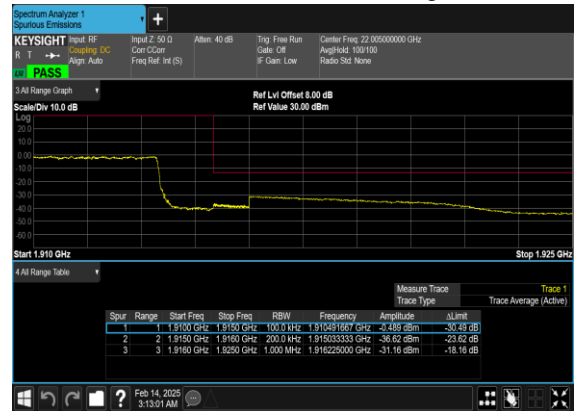 Spectrum Analyzer 1
Spurious Emissions
KEYSIGHT Input: RF Input Z: 50 Ω Atten: 40 dB Trig: Free Run Center Freq: 22.005000000 GHz
R T Coupling: DC Corr CCorr Gate: Off Avg|Hold: 100/100
Align: Auto Freq Ref: Int (S) IF Gain: Low Radio Std: None
PASS
3 All Range Graph
Ref Lvl Offset 8.00 dB
Scale/Div 10.0 dB Ref Value 30.00 dBm
Log
20.0
10.0
0.00
-10.0
-20.0
-30.0
-40.0
-50.0
-60.0
Start 1.910 GHz Stop 1.925 GHz
4 All Range Table
Measure Trace Trace 1
Trace Type Trace Average (Active)
Spur Range Start Freq Stop Freq RBW Frequency Amplitude ΔLimit
1 1 1.9100 GHz 1.9150 GHz 100.0 kHz 1.910491667 GHz -0.489 dBm -30.49 dB
2 2 1.9150 GHz 1.9160 GHz 200.0 kHz 1.915033333 GHz -36.62 dBm -23.62 dB
3 3 1.9160 GHz 1.9250 GHz 1.000 MHz 1.916225000 GHz -31.16 dBm -18.16 dB
? Feb 14, 2025
3:13:01 AM